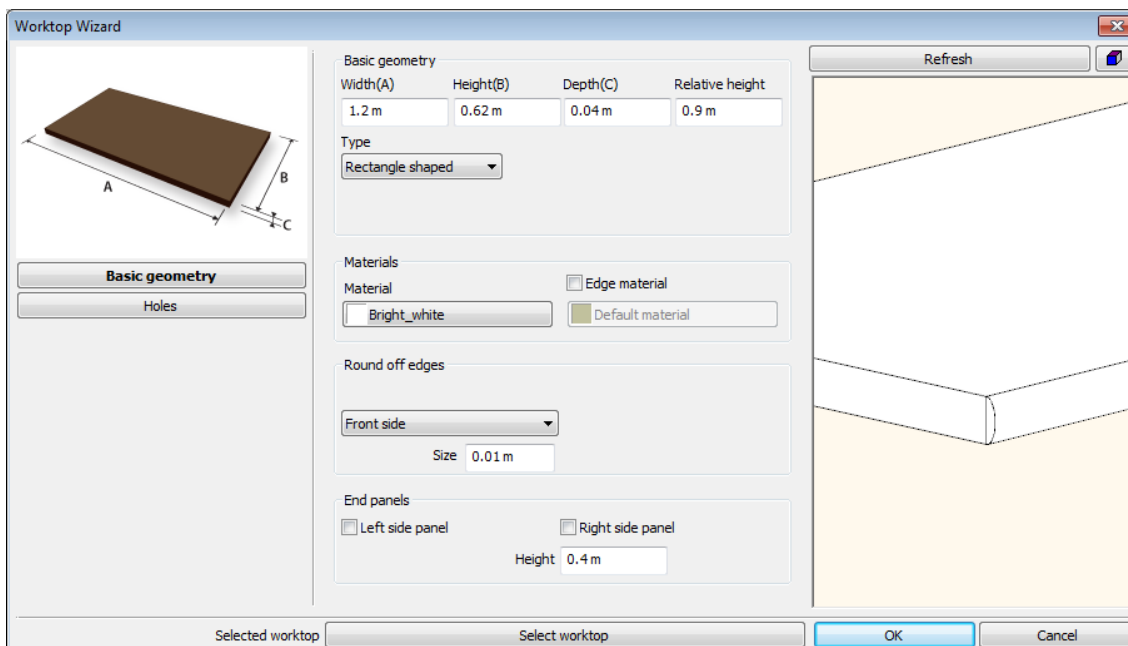 Worktop Wizard
A
B
C
Basic geometry
Holes
Basic geometry
Width(A) Height(B) Depth(C) Relative height
1.2 m 0.62 m 0.04 m 0.9 m
Type
Rectangle shaped
Materials
Material
Edge material
Bright_white
Default material
Round off edges
Front side
Size 0.01 m
End panels
Left side panel Right side panel
Height 0.4 m
Refresh
Selected worktop Select worktop OK Cancel